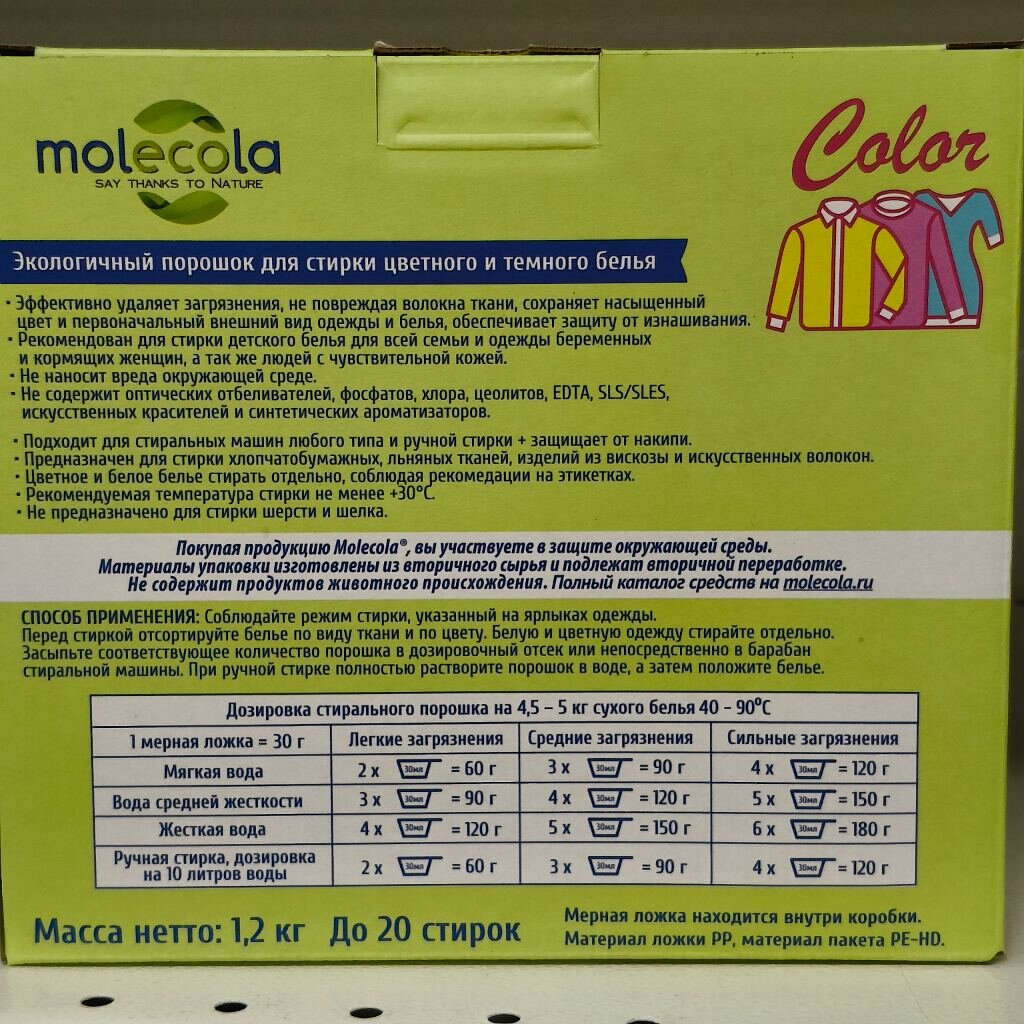 molecola
SAY THANKS TO NATURE
Color
Экологичный порошок для стирки цветного и темного белья
· Эффективно удаляет загрязнения, не повреждая волокна ткани, сохраняет насыщенный
цвет и первоначальный внешний вид одежды и белья, обеспечивает защиту от изнашивания.
· Рекомендован для стирки детского белья для всей семьи и одежды беременных
и кормящих женщин, а так же людей с чувствительной кожей.
· Не наносит вреда окружающей среде.
· Не содержит оптических отбеливателей, фосфатов, хлора, цеолитов, EDTA, SLS/SLES,
искусственных красителей и синтетических ароматизаторов.
· Подходит для стиральных машин любого типа и ручной стирки + защищает от накипи.
· Предназначен для стирки хлопчатобумажных, льняных тканей, изделий из вискозы и искусственных волокон.
· Цветное и белое белье стирать отдельно, соблюдая рекомедации на этикетках.
· Рекомендуемая температура стирки не менее +30°C.
· Не предназначено для стирки шерсти и шелка.
Покупая продукцию Molecola®, вы участвуете в защите окружающей среды.
Материалы упаковки изготовлены из вторичного сырья и подлежат вторичной переработке.
Не содержит продуктов животного происхождения. Полный каталог средств на molecola.ru
СПОСОБ ПРИМЕНЕНИЯ: Соблюдайте режим стирки, указанный на ярлыках одежды.
Перед стиркой отсортируйте белье по виду ткани и по цвету. Белую и цветную одежду стирайте отдельно.
Засыпьте соответствующее количество порошка в дозировочный отсек или непосредственно в барабан
стиральной машины. При ручной стирке полностью растворите порошок в воде, а затем положите белье.
Дозировка стирального порошка на 4,5 – 5 кг сухого белья 40 - 90°C
1 мерная ложка = 30 г Легкие загрязнения Средние загрязнения Сильные загрязнения
Мягкая вода 2 x 30мл = 60 г 3 x 30мл = 90 г 4 x 30мл = 120 г
Вода средней жесткости 3 x 30мл = 90 г 4 x 30мл = 120 г 5 x 30мл = 150 г
Жесткая вода 4 x 30мл = 120 г 5 x 30мл = 150 г 6 x 30мл = 180 г
Ручная стирка, дозировка
на 10 литров воды 2 x 30мл = 60 г 3 x 30мл = 90 г 4 x 30мл = 120 г
Масса нетто: 1,2 кг До 20 стирок
Мерная ложка находится внутри коробки.
Материал ложки PP, материал пакета PE-HD.